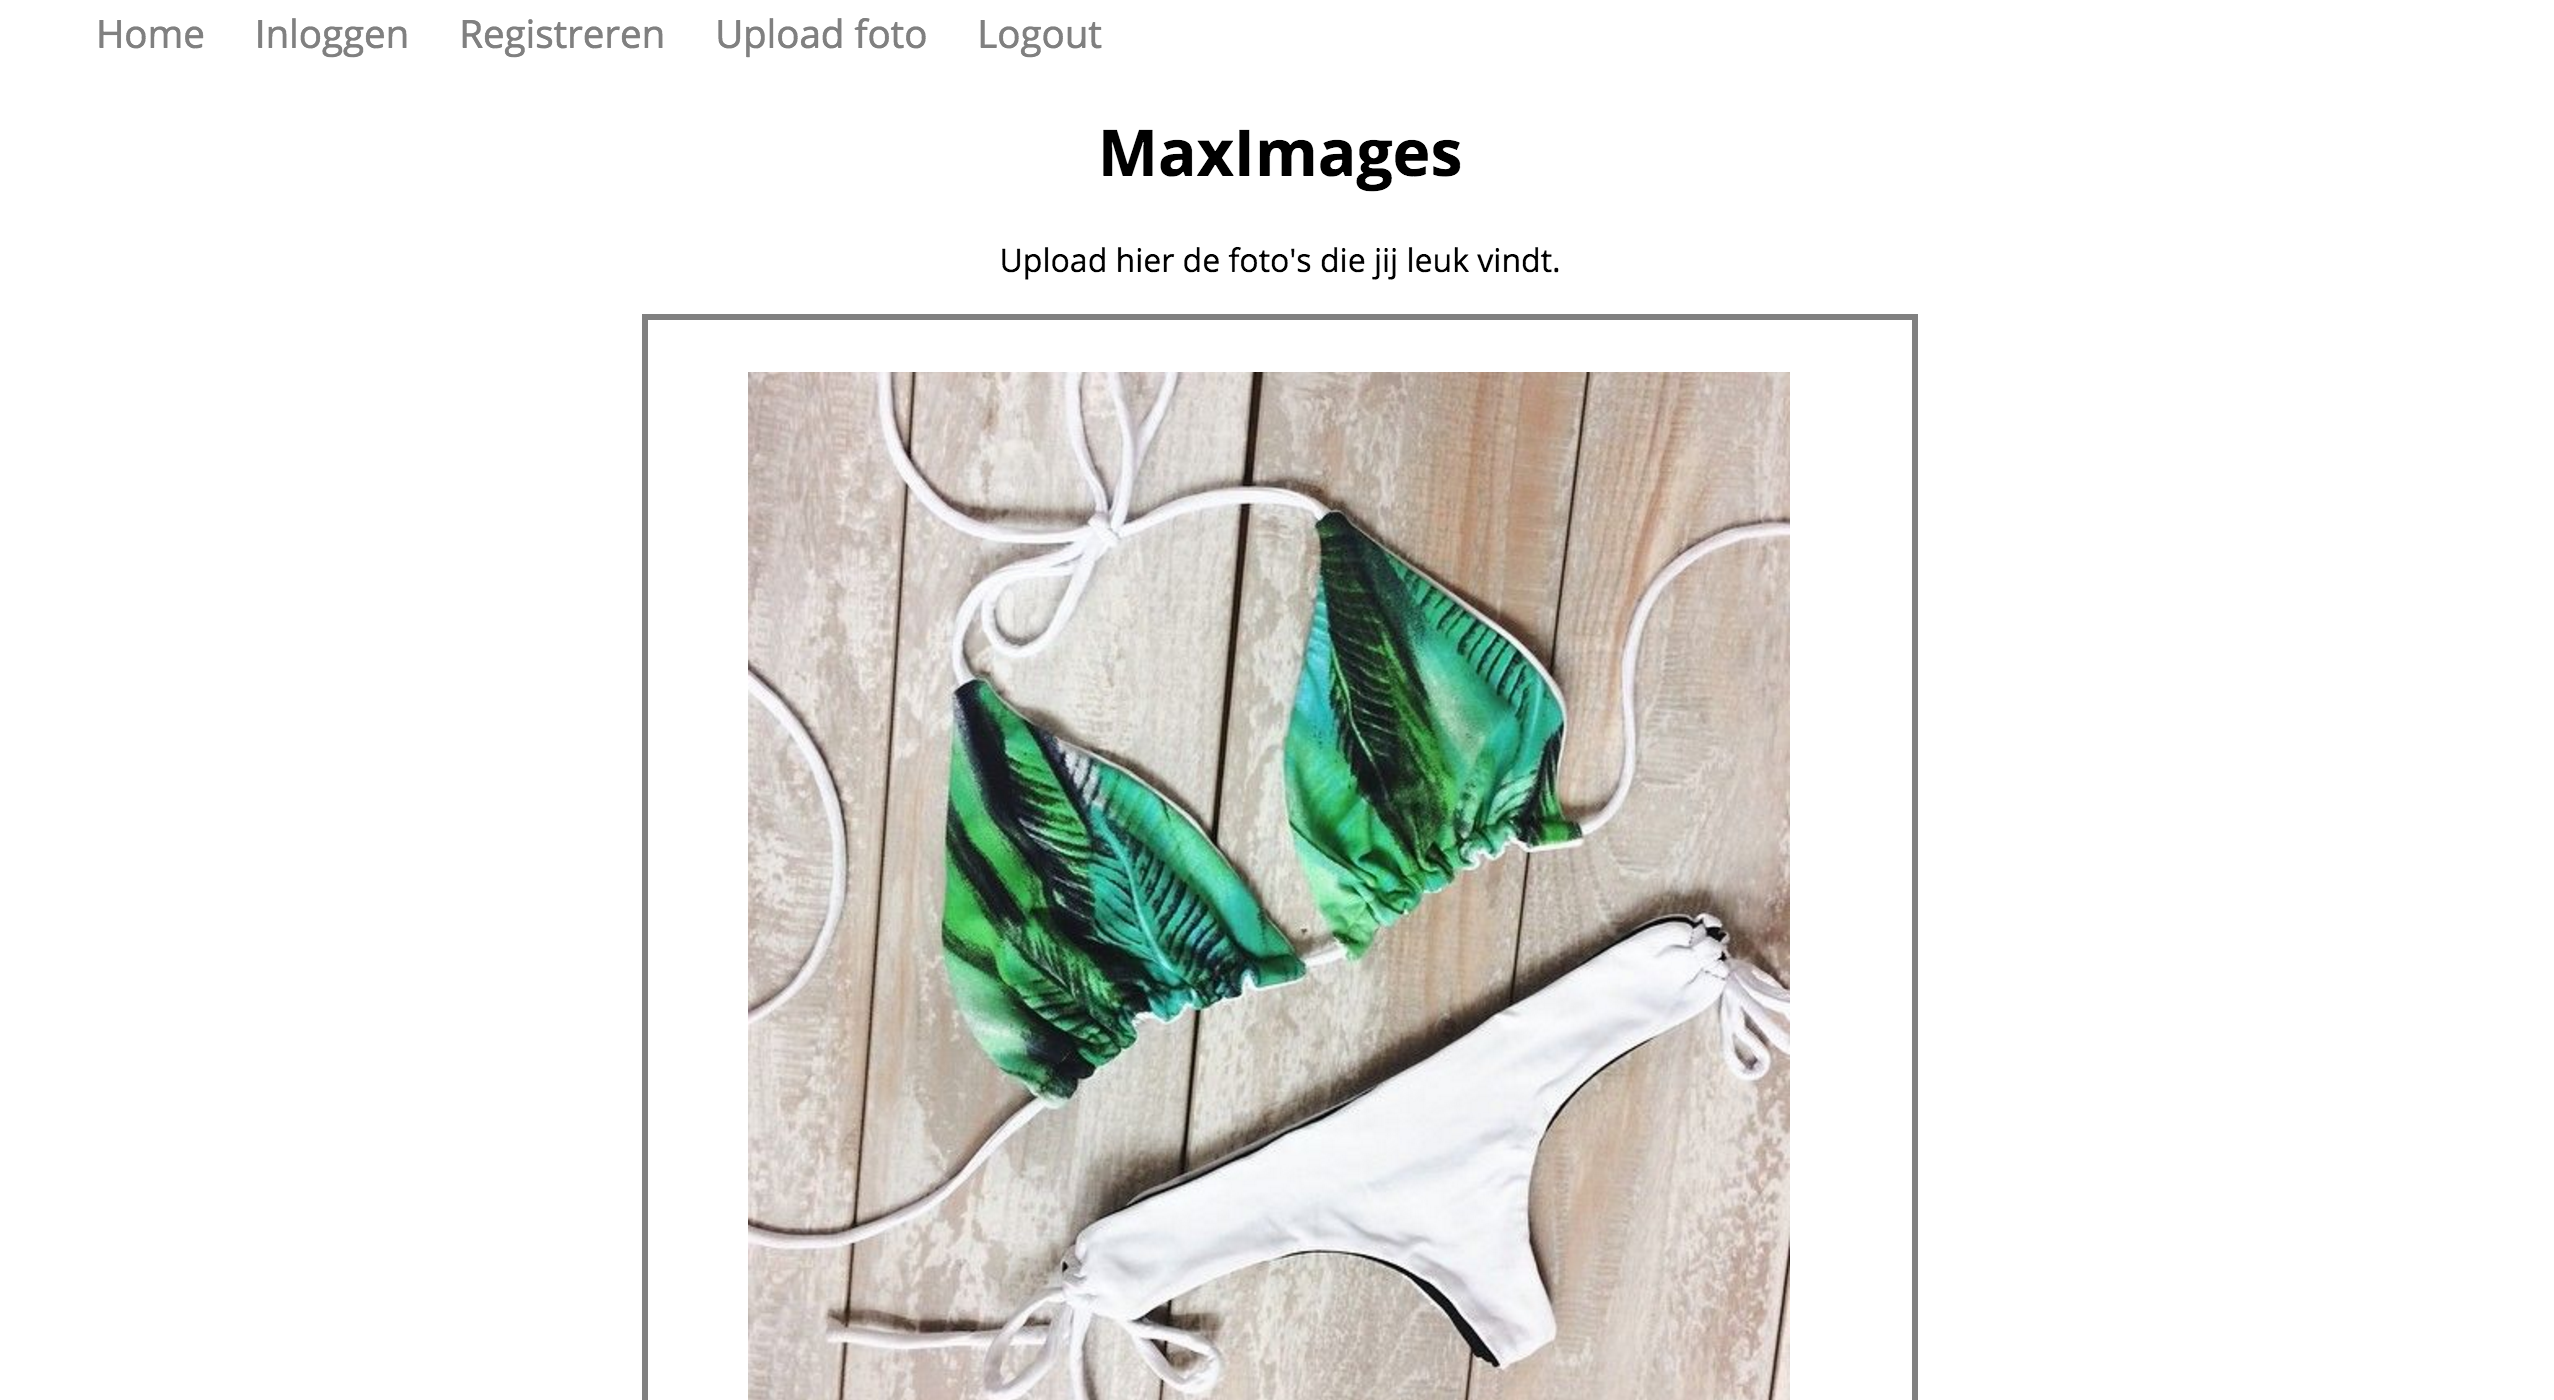 Home Inloggen Registreren Upload foto Logout
MaxImages
Upload hier de foto's die jij leuk vindt.